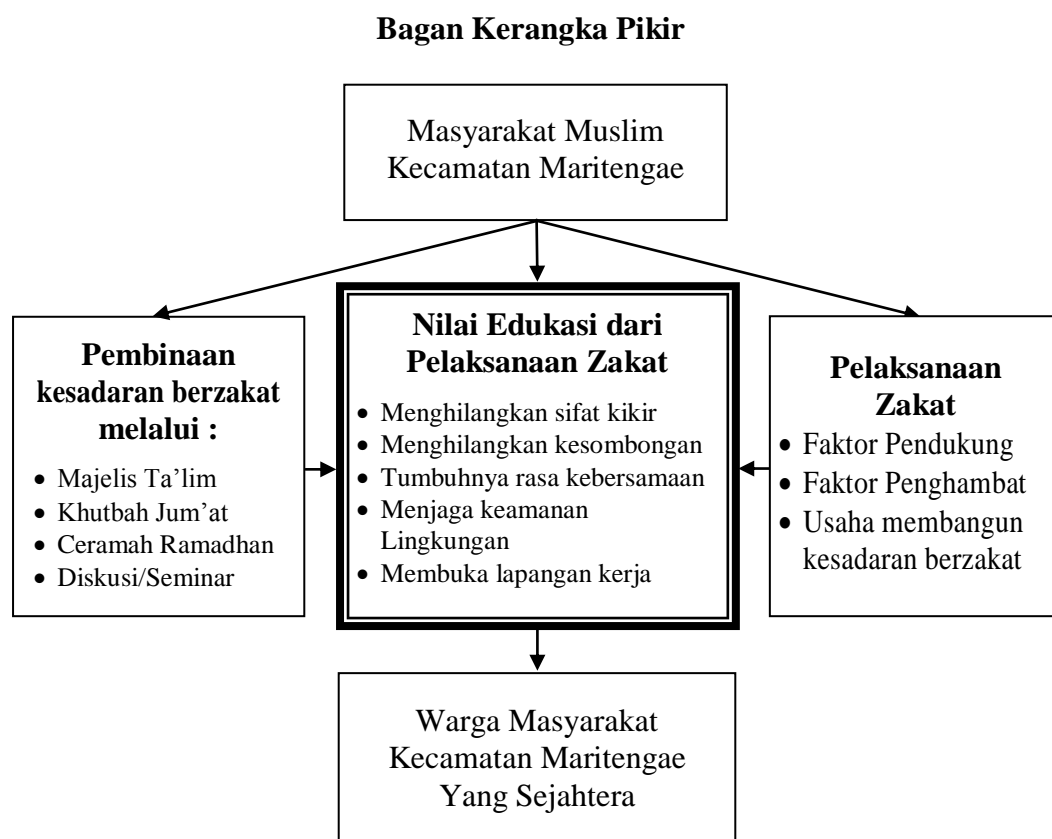 Bagan Kerangka Pikir
Masyarakat Muslim
Kecamatan Maritengae
Pembinaan
kesadaran berzakat
melalui :
• Majelis Ta’lim
• Khutbah Jum’at
• Ceramah Ramadhan
• Diskusi/Seminar
Nilai Edukasi dari
Pelaksanaan Zakat
• Menghilangkan sifat kikir
• Menghilangkan kesombongan
• Tumbuhnya rasa kebersamaan
• Menjaga keamanan
Lingkungan
• Membuka lapangan kerja
Pelaksanaan
Zakat
• Faktor Pendukung
• Faktor Penghambat
• Usaha membangun
kesadaran berzakat
Warga Masyarakat
Kecamatan Maritengae
Yang Sejahtera